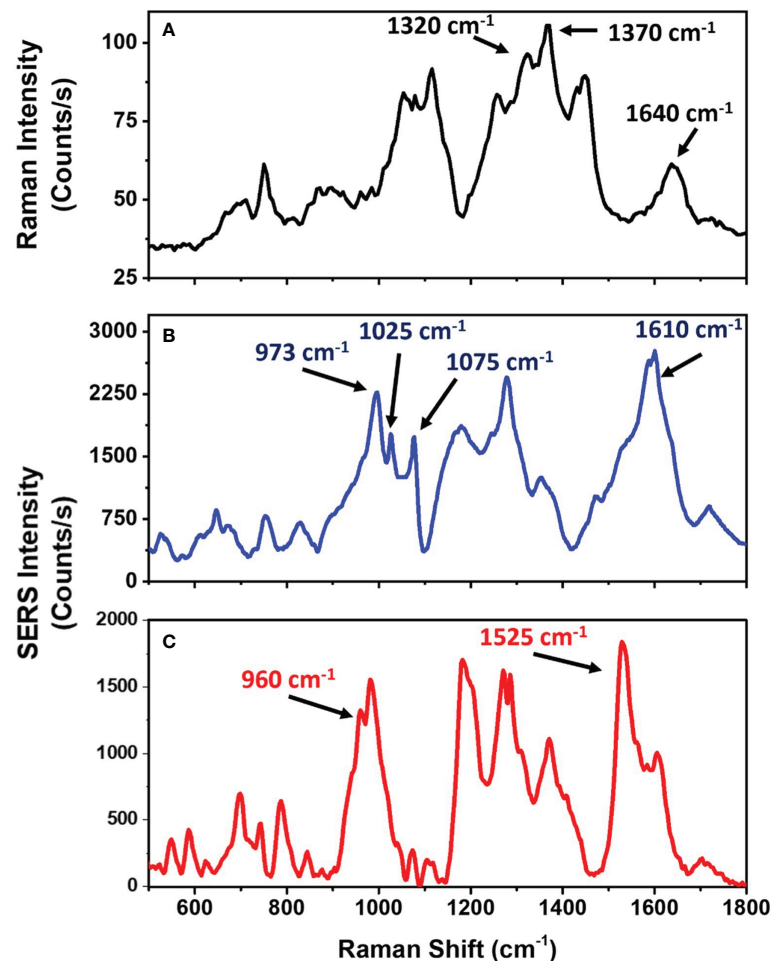 A
1320 cm-1
1370 cm-1
1640 cm-1
100
75
50
25
Raman Intensity
(Counts/s)
B
973 cm-1
1025 cm-1
1075 cm-1
1610 cm-1
3000
2250
1500
750
0
SERS Intensity
(Counts/s)
C
960 cm-1
1525 cm-1
2000
1500
1000
500
0
600 800 1000 1200 1400 1600 1800
Raman Shift (cm-1)